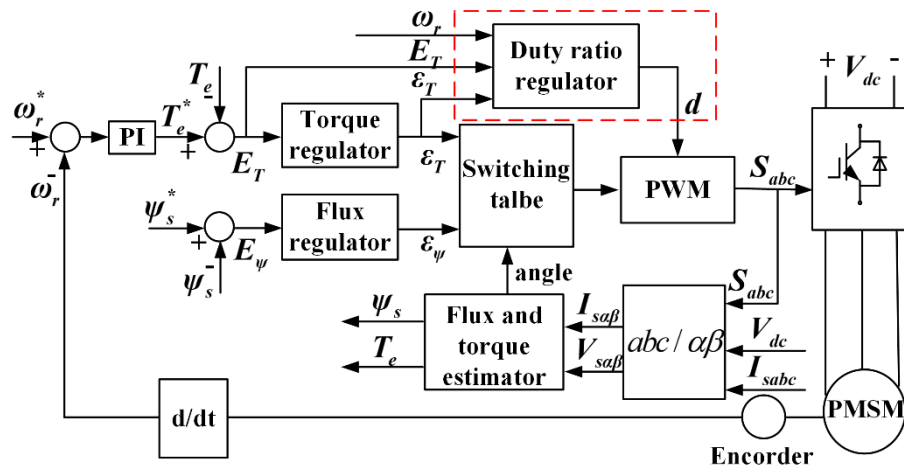 ω_r
E_T
ε_T
Duty ratio
regulator
d
+ V_dc -
T_e
-
ω_r^*
+
PI
T_e^*
+
E_T
Torque
regulator
ε_T
Switching
talbe
PWM
S_abc
ω_r
-
ψ_s^*
+
E_ψ
Flux
regulator
ε_ψ
ψ_s
-
angle
S_abc
ψ_s
T_e
Flux and
torque
estimator
I_sαβ
V_sαβ
abc / αβ
V_dc
I_sabc
d/dt
Encorder
PMSM